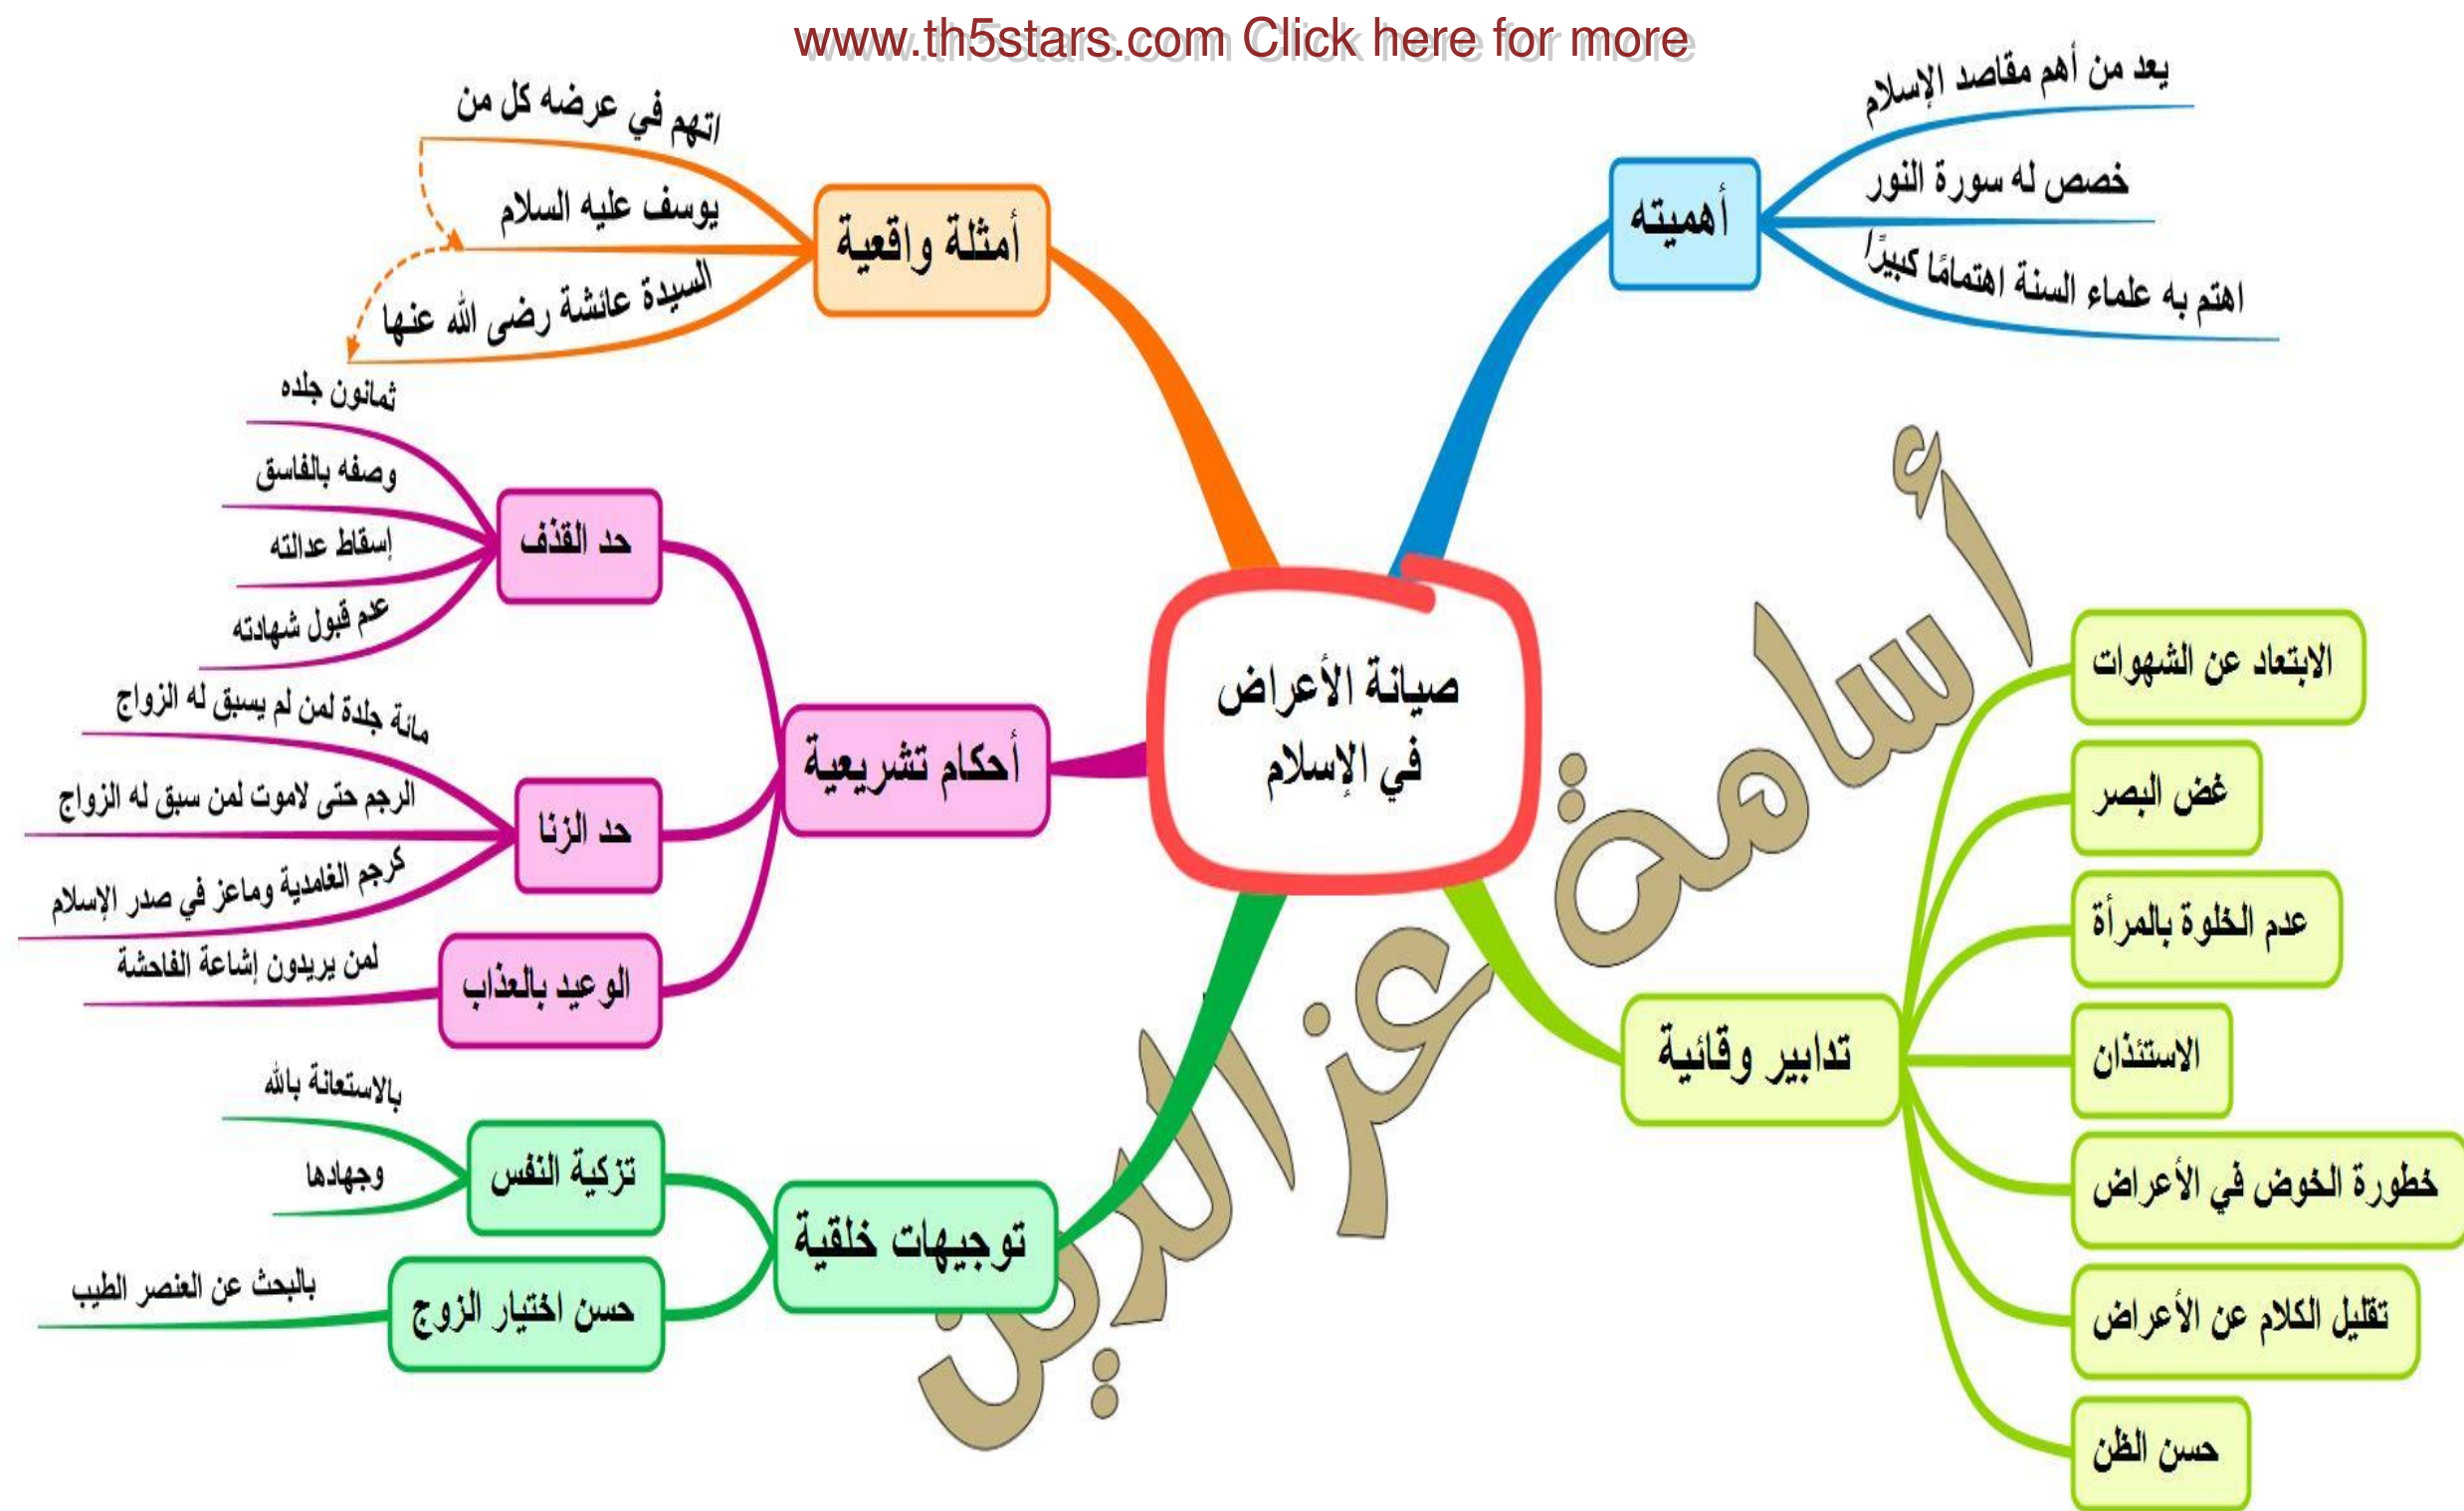 www.th5stars.com Click here for more
صيانة الأعراض
في الإسلام
أهميته
يعد من أهم مقاصد الإسلام
خصص له سورة النور
اهتم به علماء السنة اهتمامًا كبيرًا
تدابير وقائية
الابتعاد عن الشهوات
غض البصر
عدم الخلوة بالمرأة
الاستئذان
خطورة الخوض في الأعراض
تقليل الكلام عن الأعراض
حسن الظن
أمثلة واقعية
اتهم في عرضه كل من
يوسف عليه السلام
السيدة عائشة رضى الله عنها
أحكام تشريعية
حد القذف
ثمانون جلده
وصفه بالفاسق
إسقاط عدالته
عدم قبول شهادته
حد الزنا
مائة جلدة لمن لم يسبق له الزواج
الرجم حتى لاموت لمن سبق له الزواج
كرجم الغامدية وماعز في صدر الإسلام
الوعيد بالعذاب
لمن يريدون إشاعة الفاحشة
توجيهات خلقية
تزكية النفس
بالاستعانة بالله
وجهادها
حسن اختيار الزوج
بالبحث عن العنصر الطيب
أسامة عزالدين